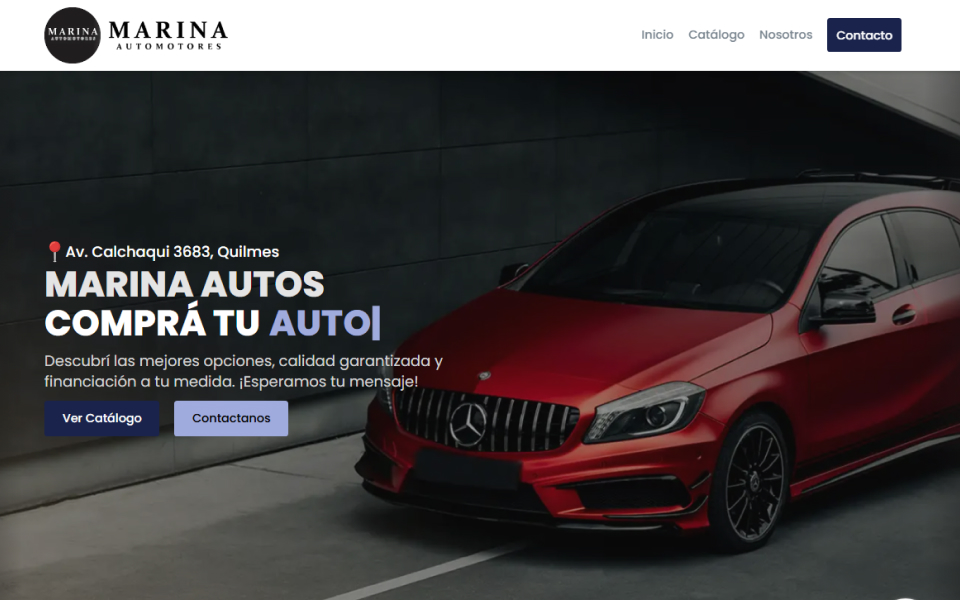 MARINA
AUTOMOTORES
MARINA
AUTOMOTORES
Inicio
Catálogo
Nosotros
Contacto
📍Av. Calchaqui 3683, Quilmes
MARINA AUTOS
COMPRÁ TU AUTO|
Descubrí las mejores opciones, calidad garantizada y
financiación a tu medida. ¡Esperamos tu mensaje!
Ver Catálogo
Contactanos